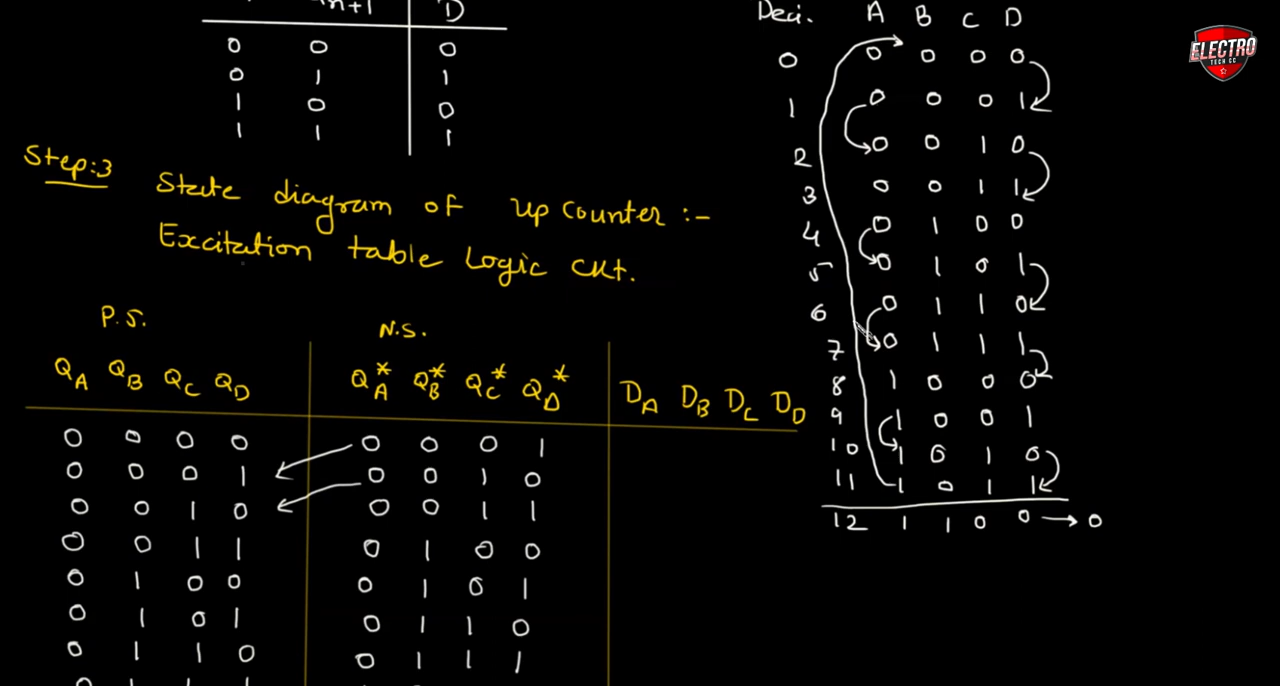 n+1 D
0 0 0
0 1 1
1 0 0
1 1 1
Step:3 State diagram of up counter :-
Excitation table Logic ckt.
P.S. N.S.
QA QB QC QD QA* QB* QC* QD* DA DB DC DD
0 0 0 0 0 0 0 1
0 0 0 1 0 0 1 0
0 0 1 0 0 0 1 1
0 0 1 1 0 1 0 0
0 1 0 0 0 1 0 1
0 1 0 1 0 1 1 0
0 1 1 0 0 1 1 1
Deci. A B C D
0 0 0 0 0
1 0 0 0 1
2 0 0 1 0
3 0 0 1 1
4 0 1 0 0
5 0 1 0 1
6 0 1 1 0
7 0 1 1 1
8 1 0 0 0
9 1 0 0 1
10 1 0 1 0
11 1 0 1 1
12 1 1 0 0 → 0
ELECTRO
TECH CC